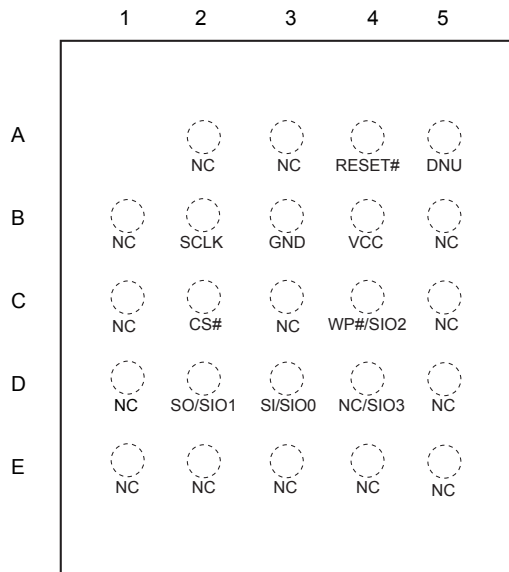 1 2 3 4 5
A
NC NC RESET# DNU
B
NC SCLK GND VCC NC
C
NC CS# NC WP#/SIO2 NC
D
NC SO/SIO1 SI/SIO0 NC/SIO3 NC
E
NC NC NC NC NC